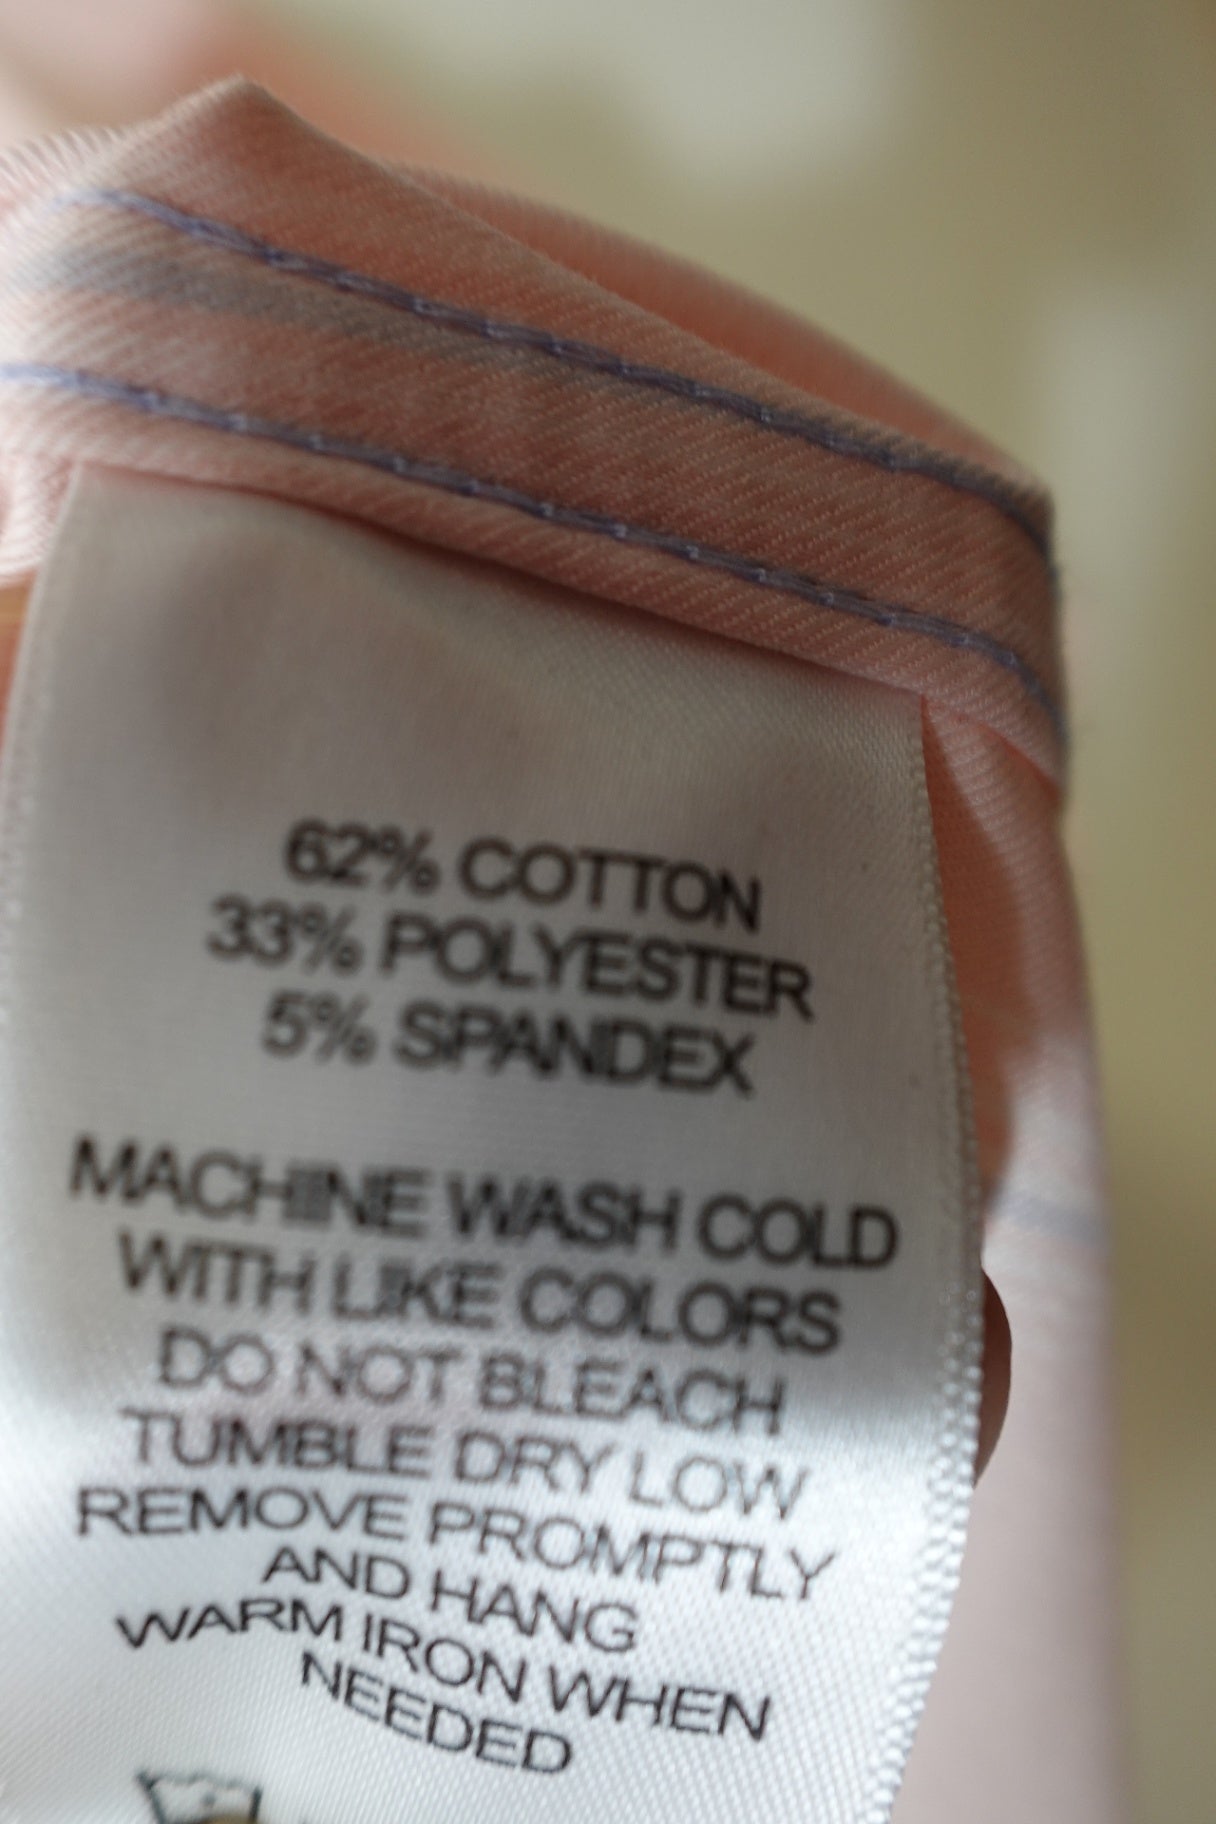 62% COTTON
33% POLYESTER
5% SPANDEX
MACHINE WASH COLD
WITH LIKE COLORS
DO NOT BLEACH
TUMBLE DRY LOW
REMOVE PROMPTLY
AND HANG
WARM IRON WHEN
NEEDED